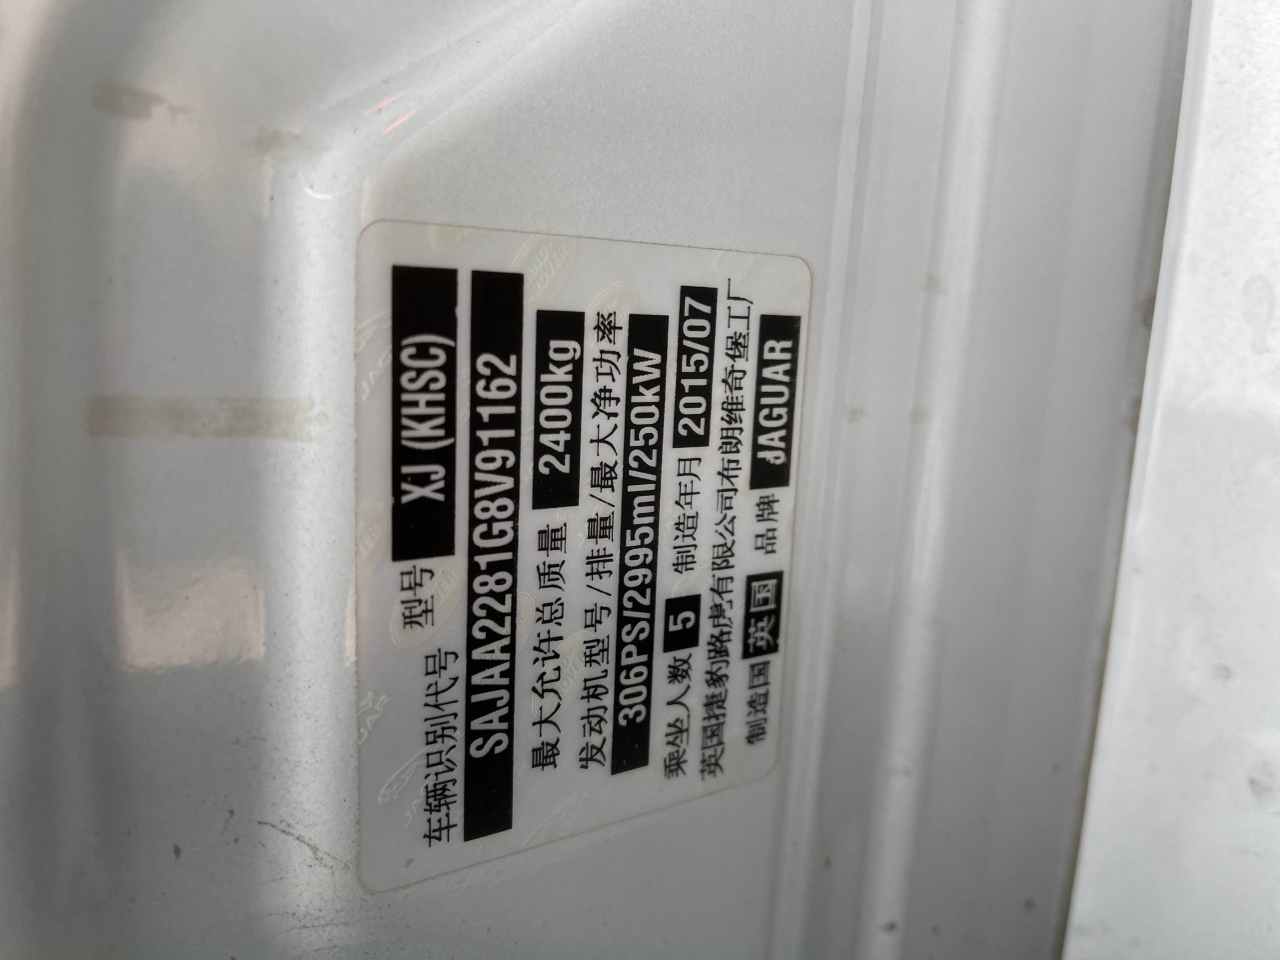 车辆识别代号 型号 XJ (KHSC)
SAJAA2281G8V91162
最大允许总质量 2400kg
发动机型号/排量/最大净功率
306PS/2995ml/250kW
乘坐人数 5 制造年月 2015/07
英国捷豹路虎有限公司布朗维奇堡工厂
制造国 英国 品牌 JAGUAR